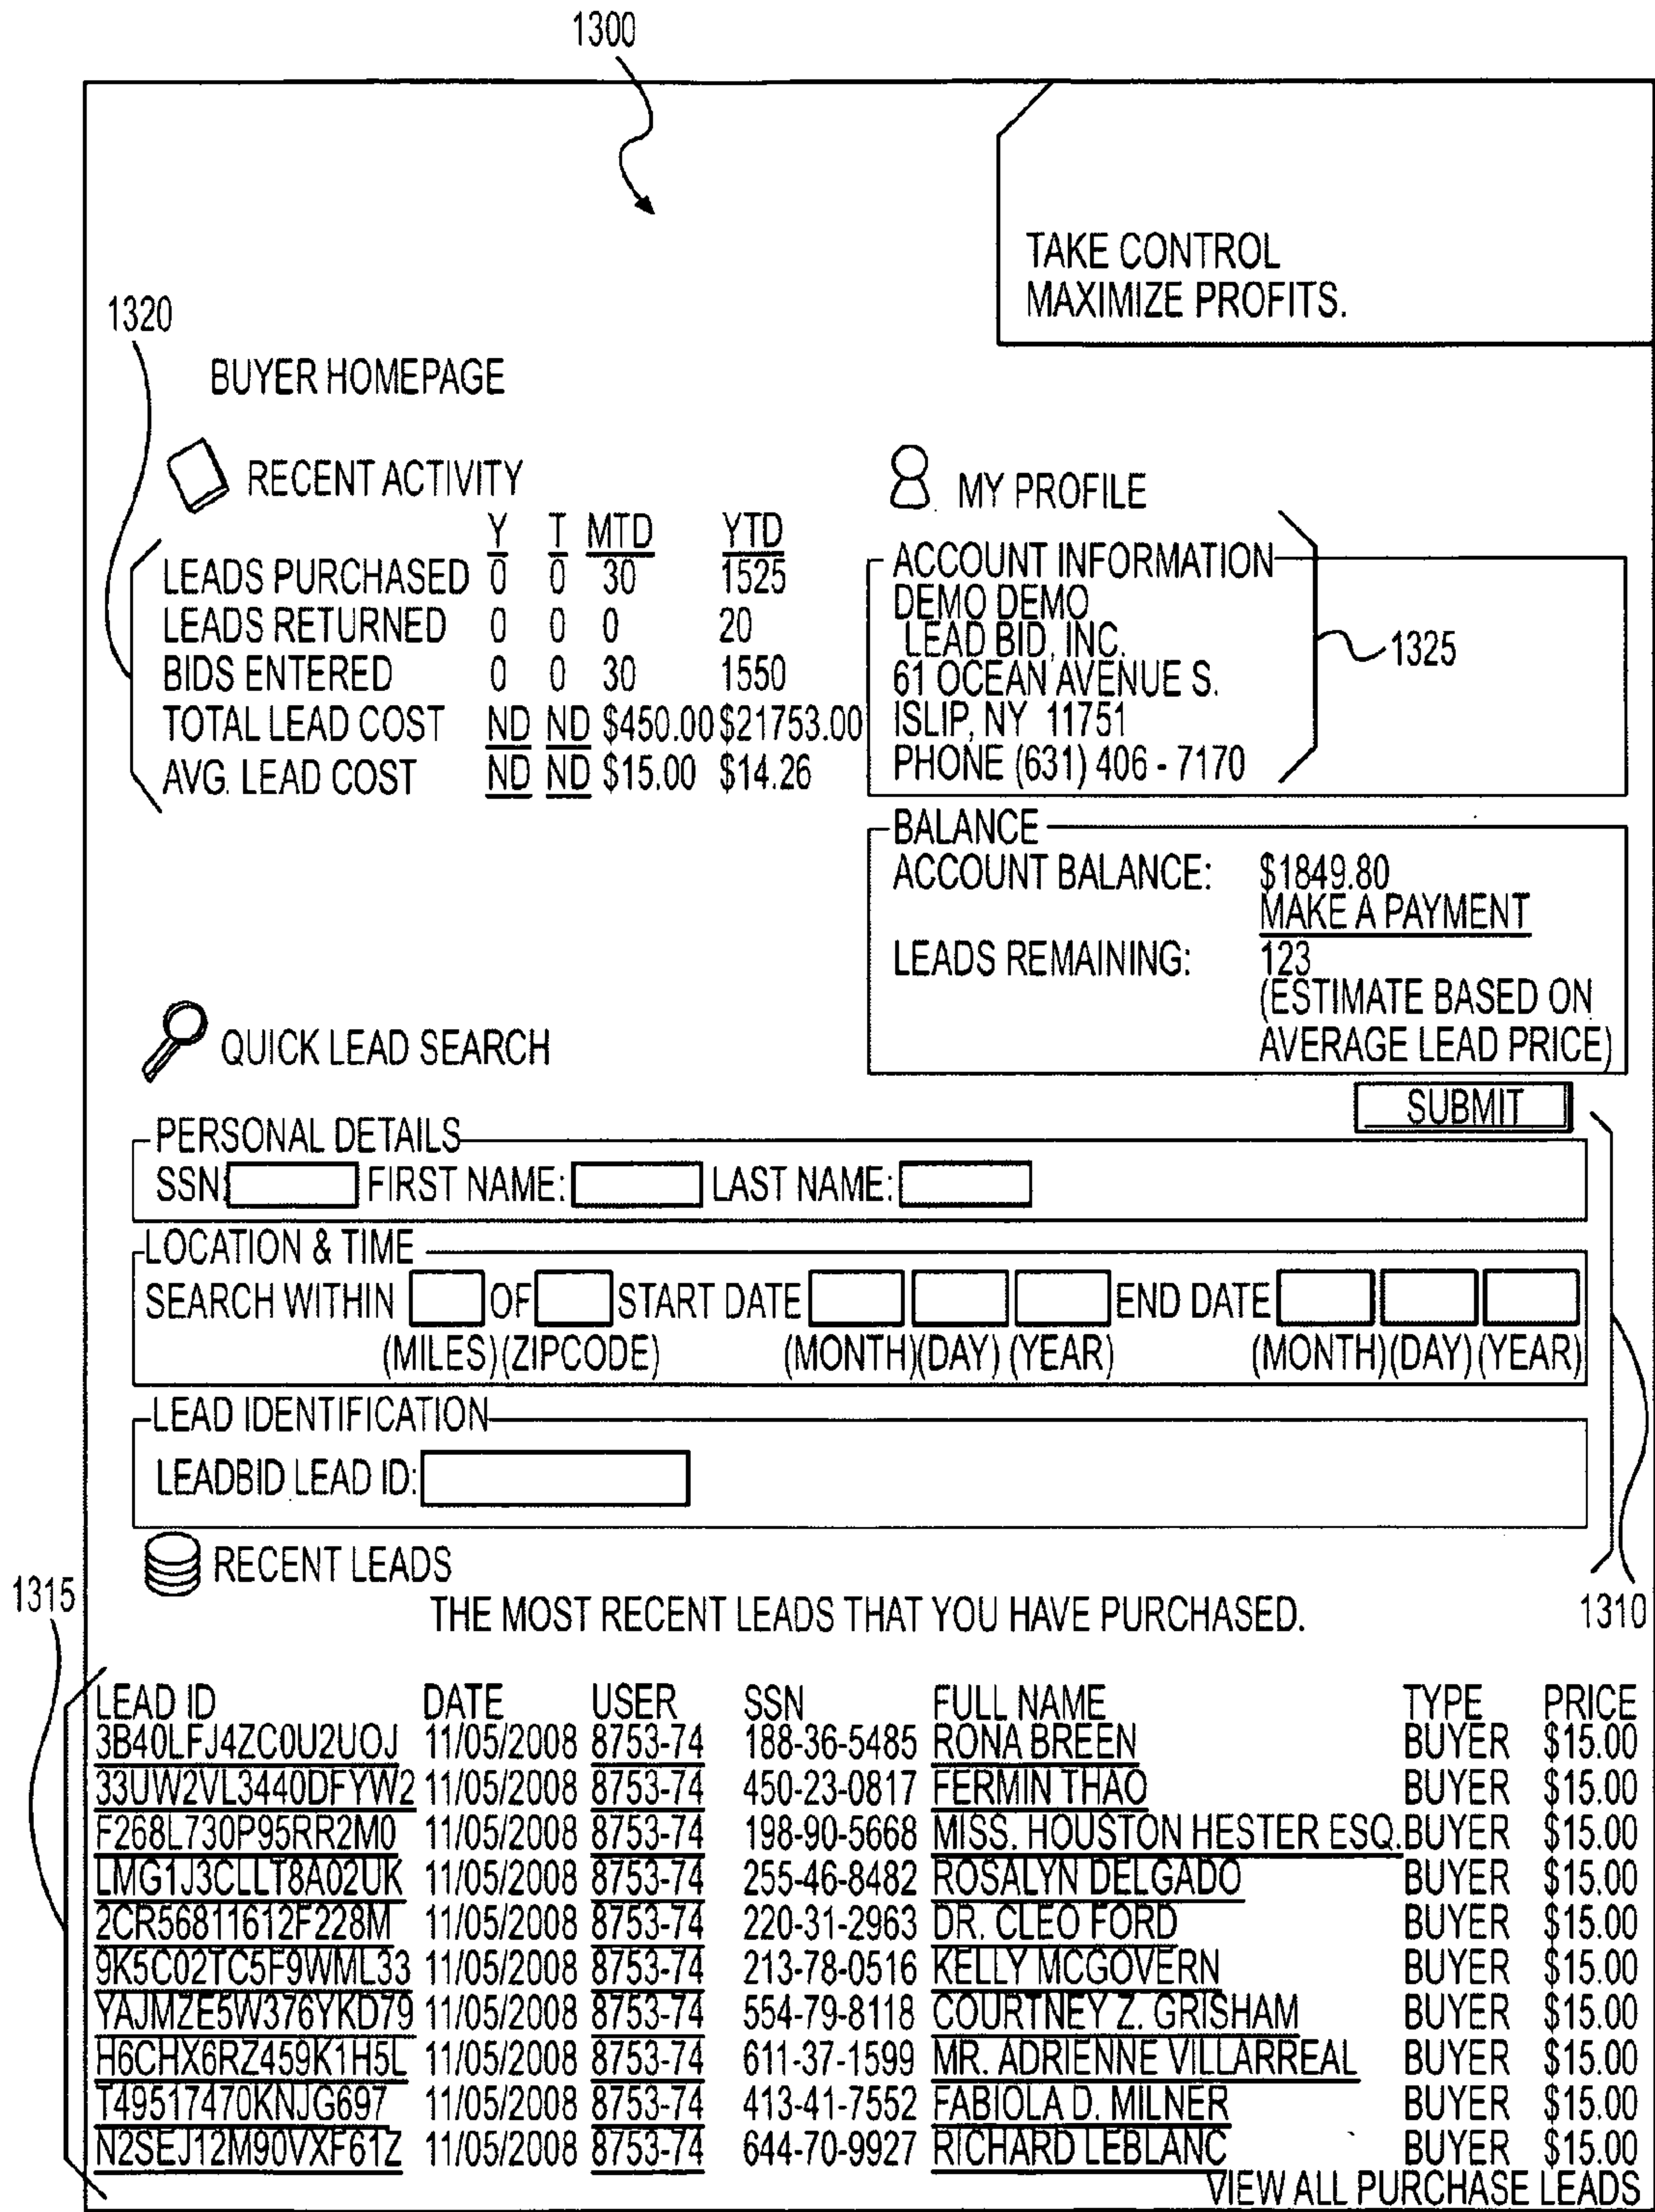 1300
TAKE CONTROL
MAXIMIZE PROFITS.
1320
BUYER HOMEPAGE
RECENT ACTIVITY
Y T MTD YTD
LEADS PURCHASED 0 0 30 1525
LEADS RETURNED 0 0 0 20
BIDS ENTERED 0 0 30 1550
TOTAL LEAD COST ND ND $450.00 $21753.00
AVG. LEAD COST ND ND $15.00 $14.26
MY PROFILE
ACCOUNT INFORMATION
DEMO DEMO
LEAD BID, INC.
61 OCEAN AVENUE S.
ISLIP, NY 11751
PHONE (631) 406 - 7170
1325
BALANCE
ACCOUNT BALANCE: $1849.80
MAKE A PAYMENT
LEADS REMAINING: 123
(ESTIMATE BASED ON
AVERAGE LEAD PRICE)
QUICK LEAD SEARCH
SUBMIT
PERSONAL DETAILS
SSN: FIRST NAME: LAST NAME:
LOCATION & TIME
SEARCH WITHIN OF START DATE END DATE
(MILES) (ZIPCODE) (MONTH) (DAY) (YEAR) (MONTH) (DAY) (YEAR)
LEAD IDENTIFICATION
LEADBID LEAD ID:
1310
RECENT LEADS
1315
THE MOST RECENT LEADS THAT YOU HAVE PURCHASED.
LEAD ID DATE USER SSN FULL NAME TYPE PRICE
3B40LFJ4ZC0U2UOJ 11/05/2008 8753-74 188-36-5485 RONA BREEN BUYER $15.00
33UW2VL3440DFYW2 11/05/2008 8753-74 450-23-0817 FERMIN THAO BUYER $15.00
F268L730P95RR2M0 11/05/2008 8753-74 198-90-5668 MISS. HOUSTON HESTER ESQ. BUYER $15.00
LMG1J3CLLT8A02UK 11/05/2008 8753-74 255-46-8482 ROSALYN DELGADO BUYER $15.00
2CR56811612F228M 11/05/2008 8753-74 220-31-2963 DR. CLEO FORD BUYER $15.00
9K5C02TC5F9WML33 11/05/2008 8753-74 213-78-0516 KELLY MCGOVERN BUYER $15.00
YAJMZE5W376YKD79 11/05/2008 8753-74 554-79-8118 COURTNEY Z. GRISHAM BUYER $15.00
H6CHX6RZ459K1H5L 11/05/2008 8753-74 611-37-1599 MR. ADRIENNE VILLARREAL BUYER $15.00
T49517470KNJG697 11/05/2008 8753-74 413-41-7552 FABIOLA D. MILNER BUYER $15.00
N2SEJ12M90VXF61Z 11/05/2008 8753-74 644-70-9927 RICHARD LEBLANC BUYER $15.00
VIEW ALL PURCHASE LEADS